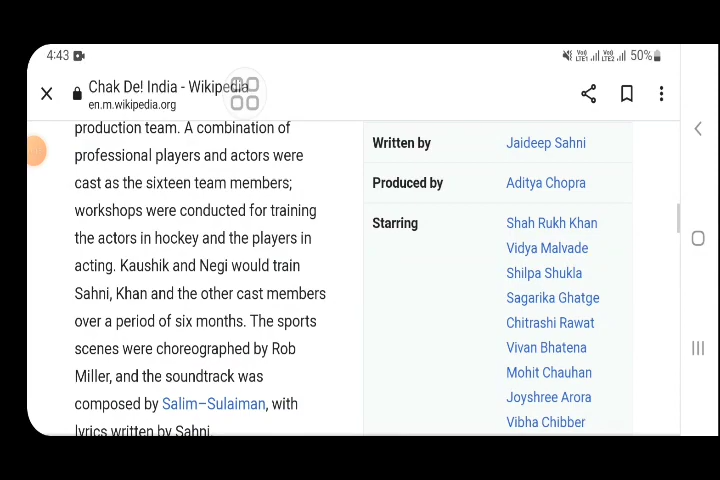 4:43
Vo) LTE1 Vo) LTE2 50%
Chak De! India - Wikipedia
en.m.wikipedia.org
production team. A combination of
professional players and actors were
cast as the sixteen team members;
workshops were conducted for training
the actors in hockey and the players in
acting. Kaushik and Negi would train
Sahni, Khan and the other cast members
over a period of six months. The sports
scenes were choreographed by Rob
Miller, and the soundtrack was
composed by Salim–Sulaiman, with
lyrics written by Sahni.
Written by Jaideep Sahni
Produced by Aditya Chopra
Starring Shah Rukh Khan
Vidya Malvade
Shilpa Shukla
Sagarika Ghatge
Chitrashi Rawat
Vivan Bhatena
Mohit Chauhan
Joyshree Arora
Vibha Chibber